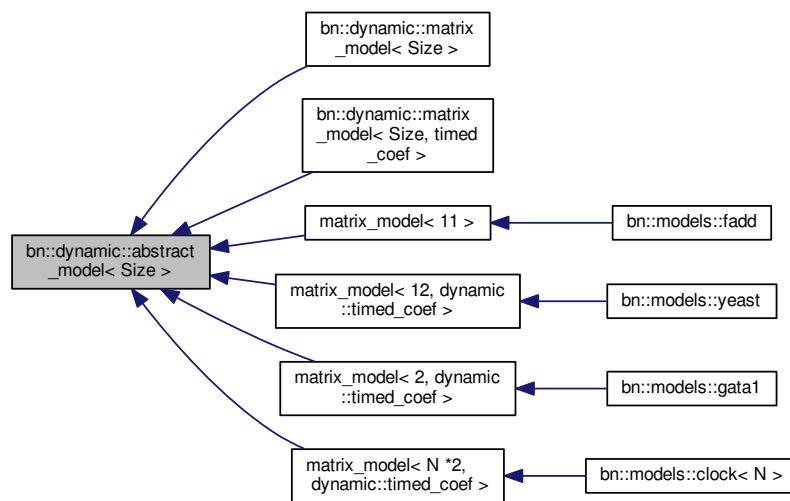 bn::dynamic::matrix
_model< Size >
bn::dynamic::matrix
_model< Size, timed
_coef >
matrix_model< 11 >
bn::models::fadd
bn::dynamic::abstract
_model< Size >
matrix_model< 12, dynamic
::timed_coef >
bn::models::yeast
matrix_model< 2, dynamic
::timed_coef >
bn::models::gata1
matrix_model< N *2,
dynamic::timed_coef >
bn::models::clock< N >